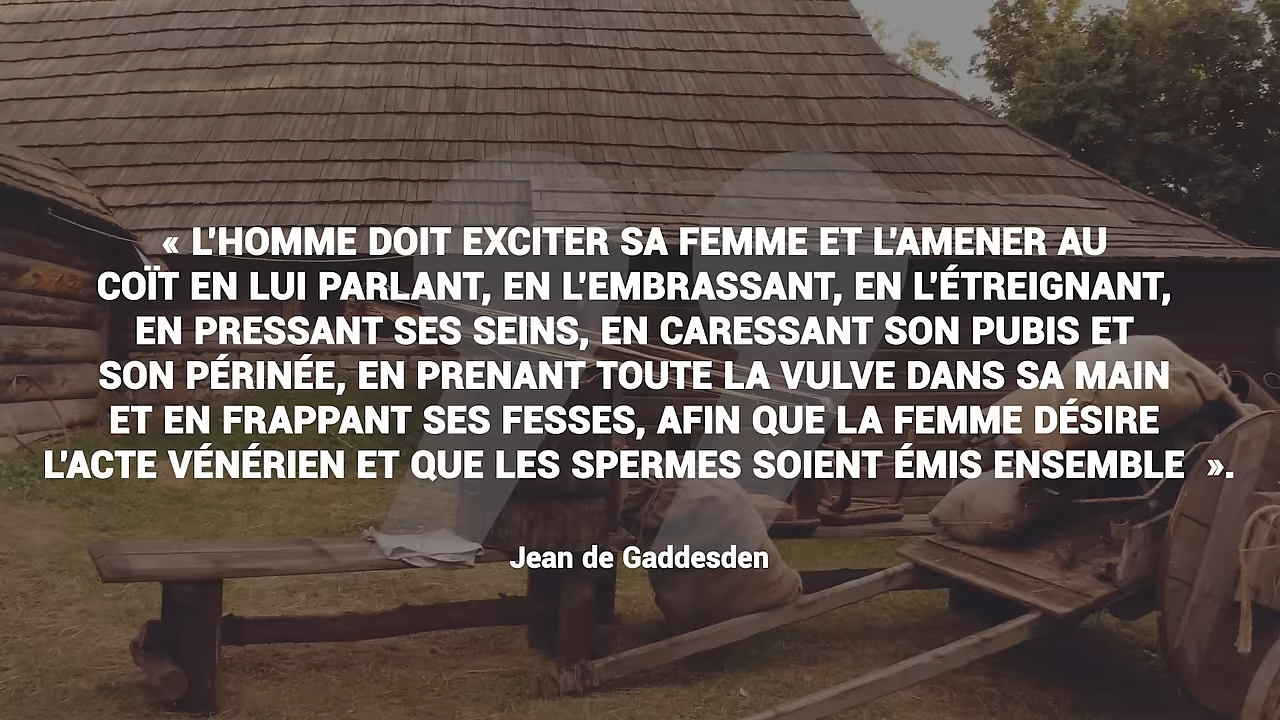 « L'HOMME DOIT EXCITER SA FEMME ET L'AMENER AU
COÏT EN LUI PARLANT, EN L'EMBRASSANT, EN L'ÉTREIGNANT,
EN PRESSANT SES SEINS, EN CARESSANT SON PUBIS ET
SON PÉRINÉE, EN PRENANT TOUTE LA VULVE DANS SA MAIN
ET EN FRAPPANT SES FESSES, AFIN QUE LA FEMME DÉSIRE
L'ACTE VÉNÉRIEN ET QUE LES SPERMES SOIENT ÉMIS ENSEMBLE ».
Jean de Gaddesden